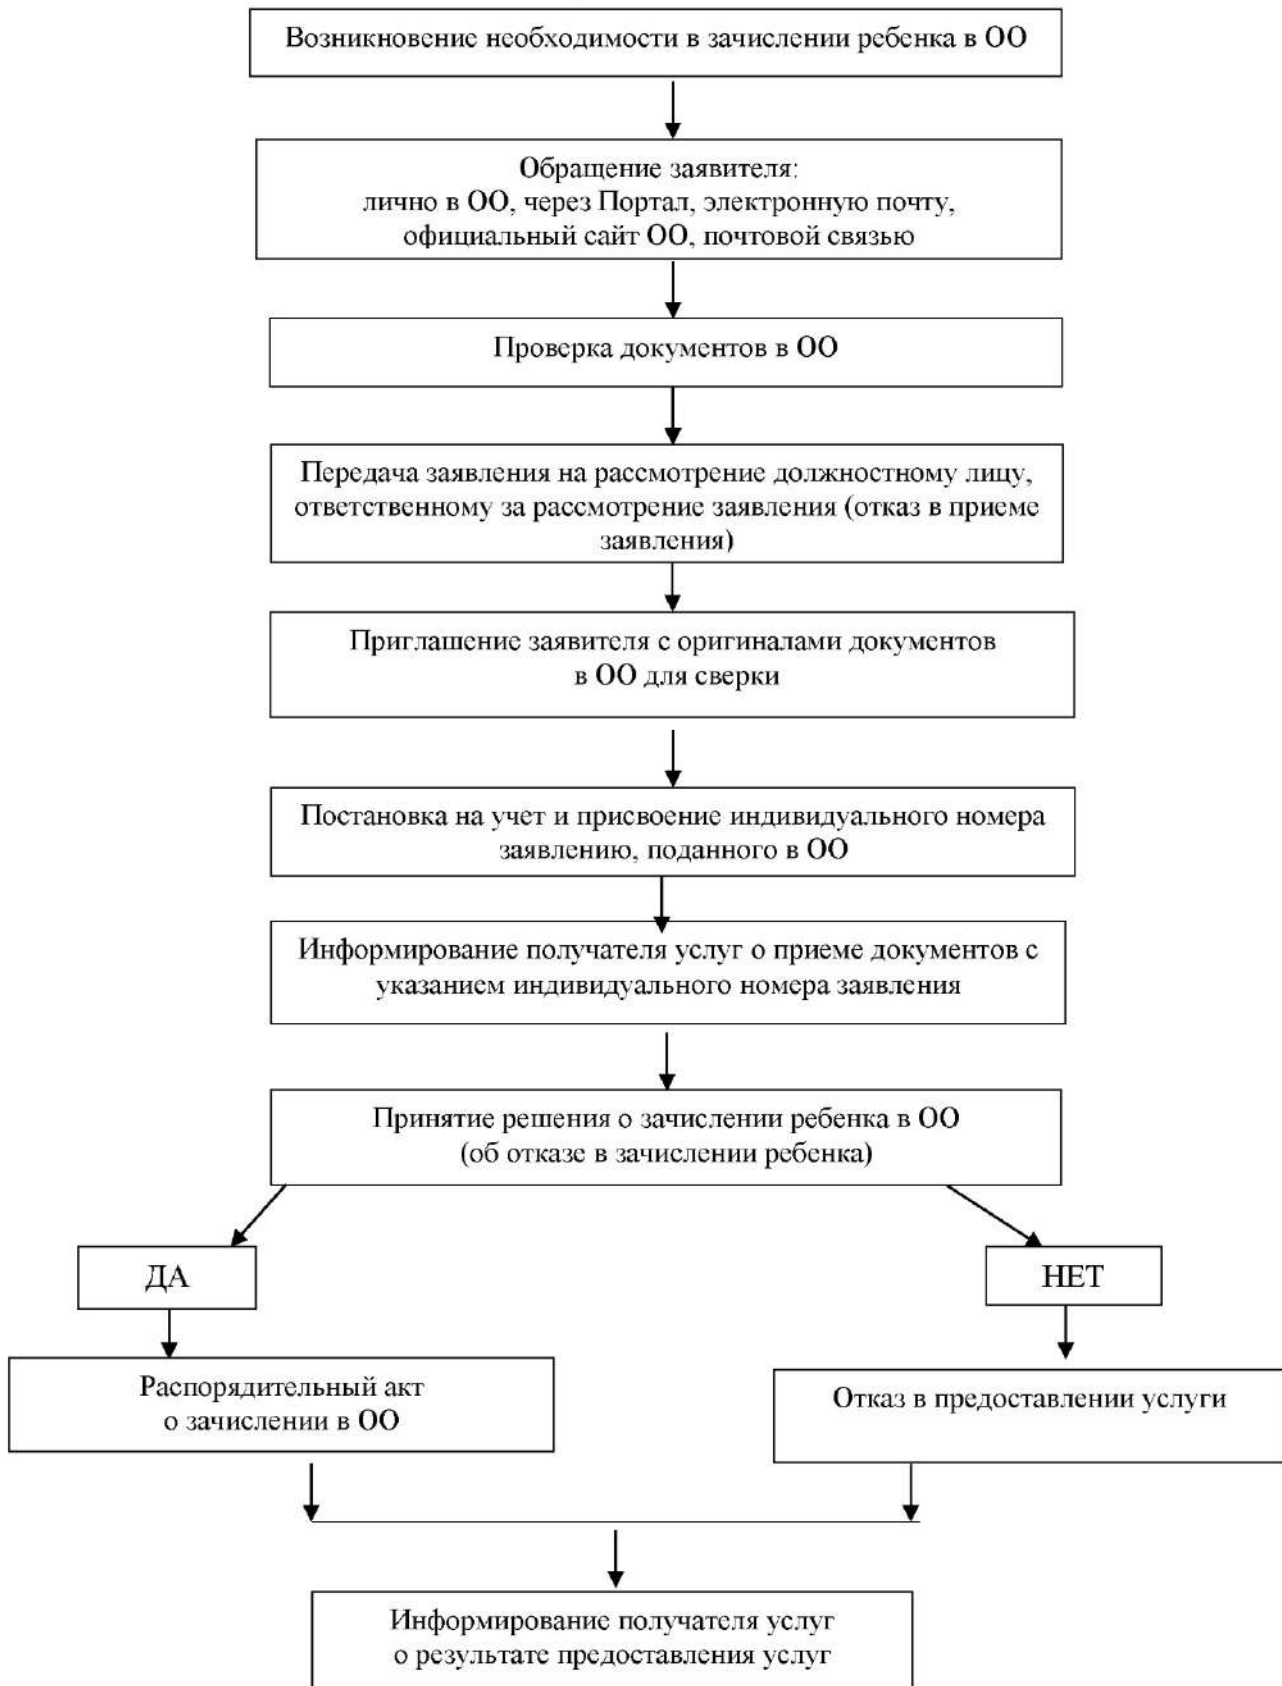 Возникновение необходимости в зачислении ребенка в ОО
Обращение заявителя:
лично в ОО, через Портал, электронную почту,
официальный сайт ОО, почтовой связью
Проверка документов в ОО
Передача заявления на рассмотрение должностному лицу,
ответственному за рассмотрение заявления (отказ в приеме
заявления)
Приглашение заявителя с оригиналами документов
в ОО для сверки
Постановка на учет и присвоение индивидуального номера
заявлению, поданного в ОО
Информирование получателя услуг о приеме документов с
указанием индивидуального номера заявления
Принятие решения о зачислении ребенка в ОО
(об отказе в зачислении ребенка)
ДА
НЕТ
Распорядительный акт
о зачислении в ОО
Отказ в предоставлении услуги
Информирование получателя услуг
о результате предоставления услуг